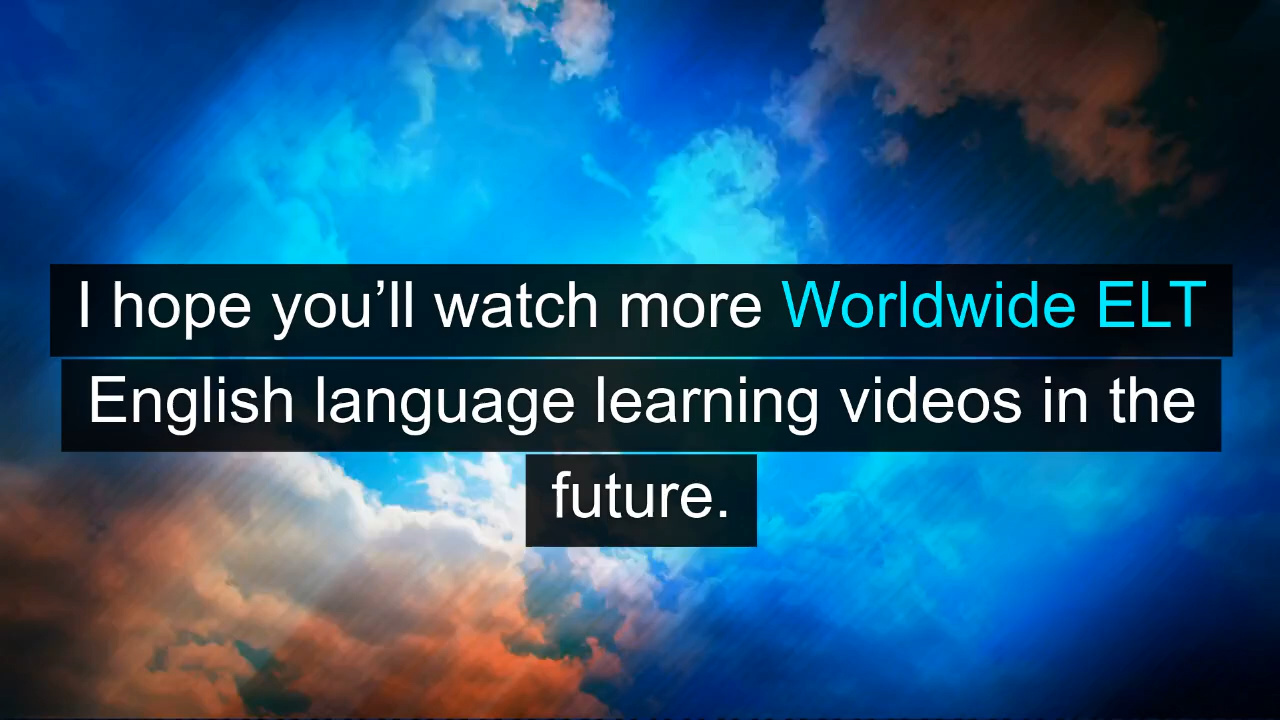 I hope you’ll watch more Worldwide ELT
English language learning videos in the
future.